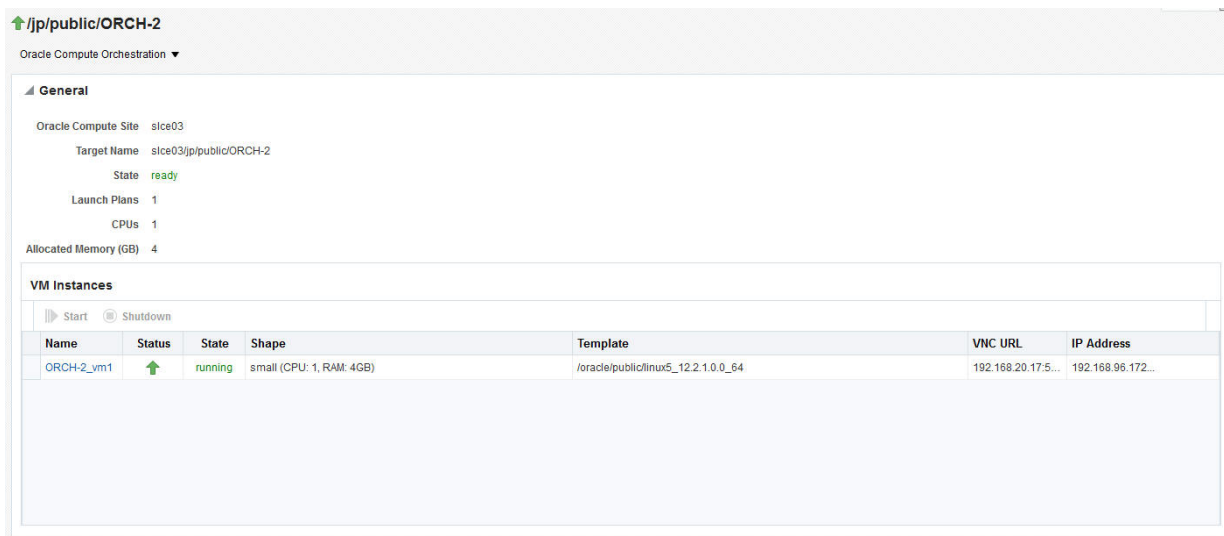 /jp/public/ORCH-2
Oracle Compute Orchestration
General
Oracle Compute Site slce03
Target Name slce03/jp/public/ORCH-2
State ready
Launch Plans 1
CPUs 1
Allocated Memory (GB) 4
VM Instances
Start Shutdown
Name Status State Shape Template VNC URL IP Address
ORCH-2_vm1 running small (CPU: 1, RAM: 4GB) /oracle/public/linux5_12.2.1.0.0_64 192.168.20.17:5... 192.168.96.172...